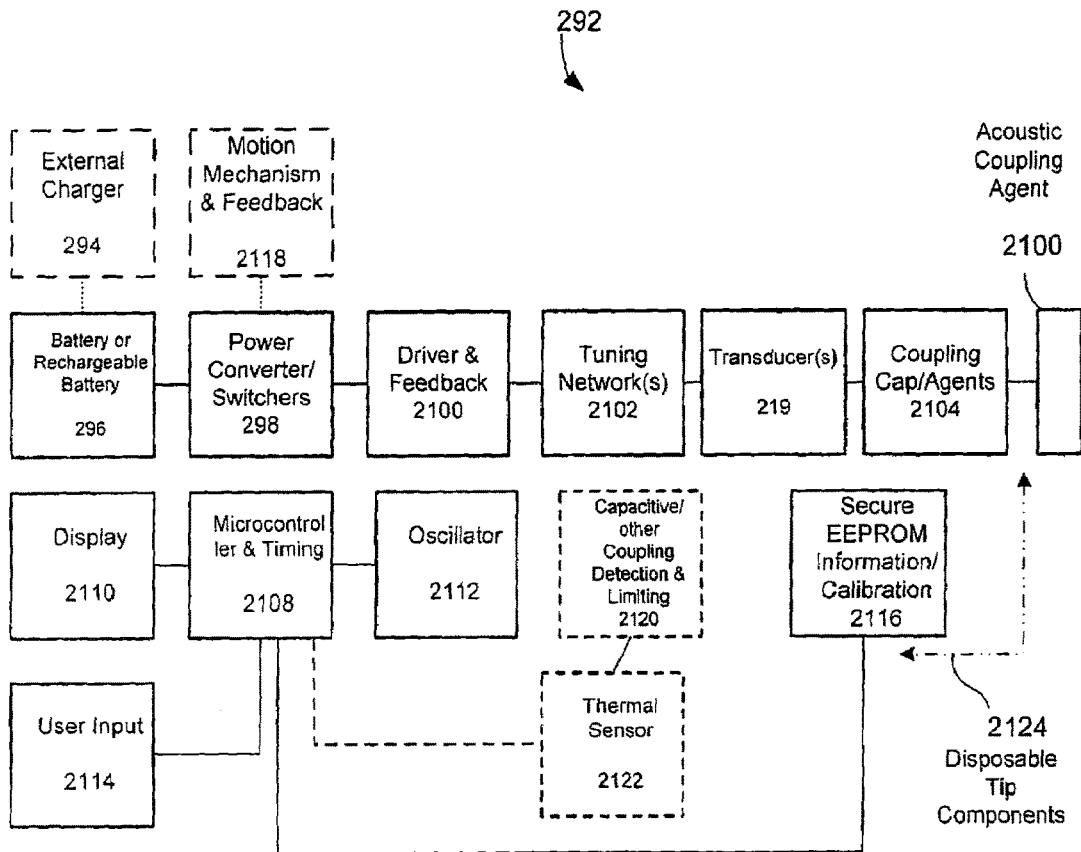 292
External
Charger
294
Motion
Mechanism
& Feedback
2118
Acoustic
Coupling
Agent
2100
Battery or
Rechargeable
Battery
296
Power
Converter/
Switchers
298
Driver &
Feedback
2100
Tuning
Network(s)
2102
Transducer(s)
219
Coupling
Cap/Agents
2104
Display
2110
Microcontrol
ler & Timing
2108
Oscillator
2112
Capacitive/
other
Coupling
Detection &
Limiting
2120
Secure
EEPROM
Information/
Calibration
2116
User Input
2114
Thermal
Sensor
2122
2124
Disposable
Tip
Components